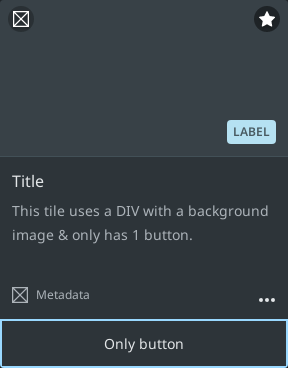 LABEL
Title
This tile uses a DIV with a background
image & only has 1 button.
Metadata
Only button